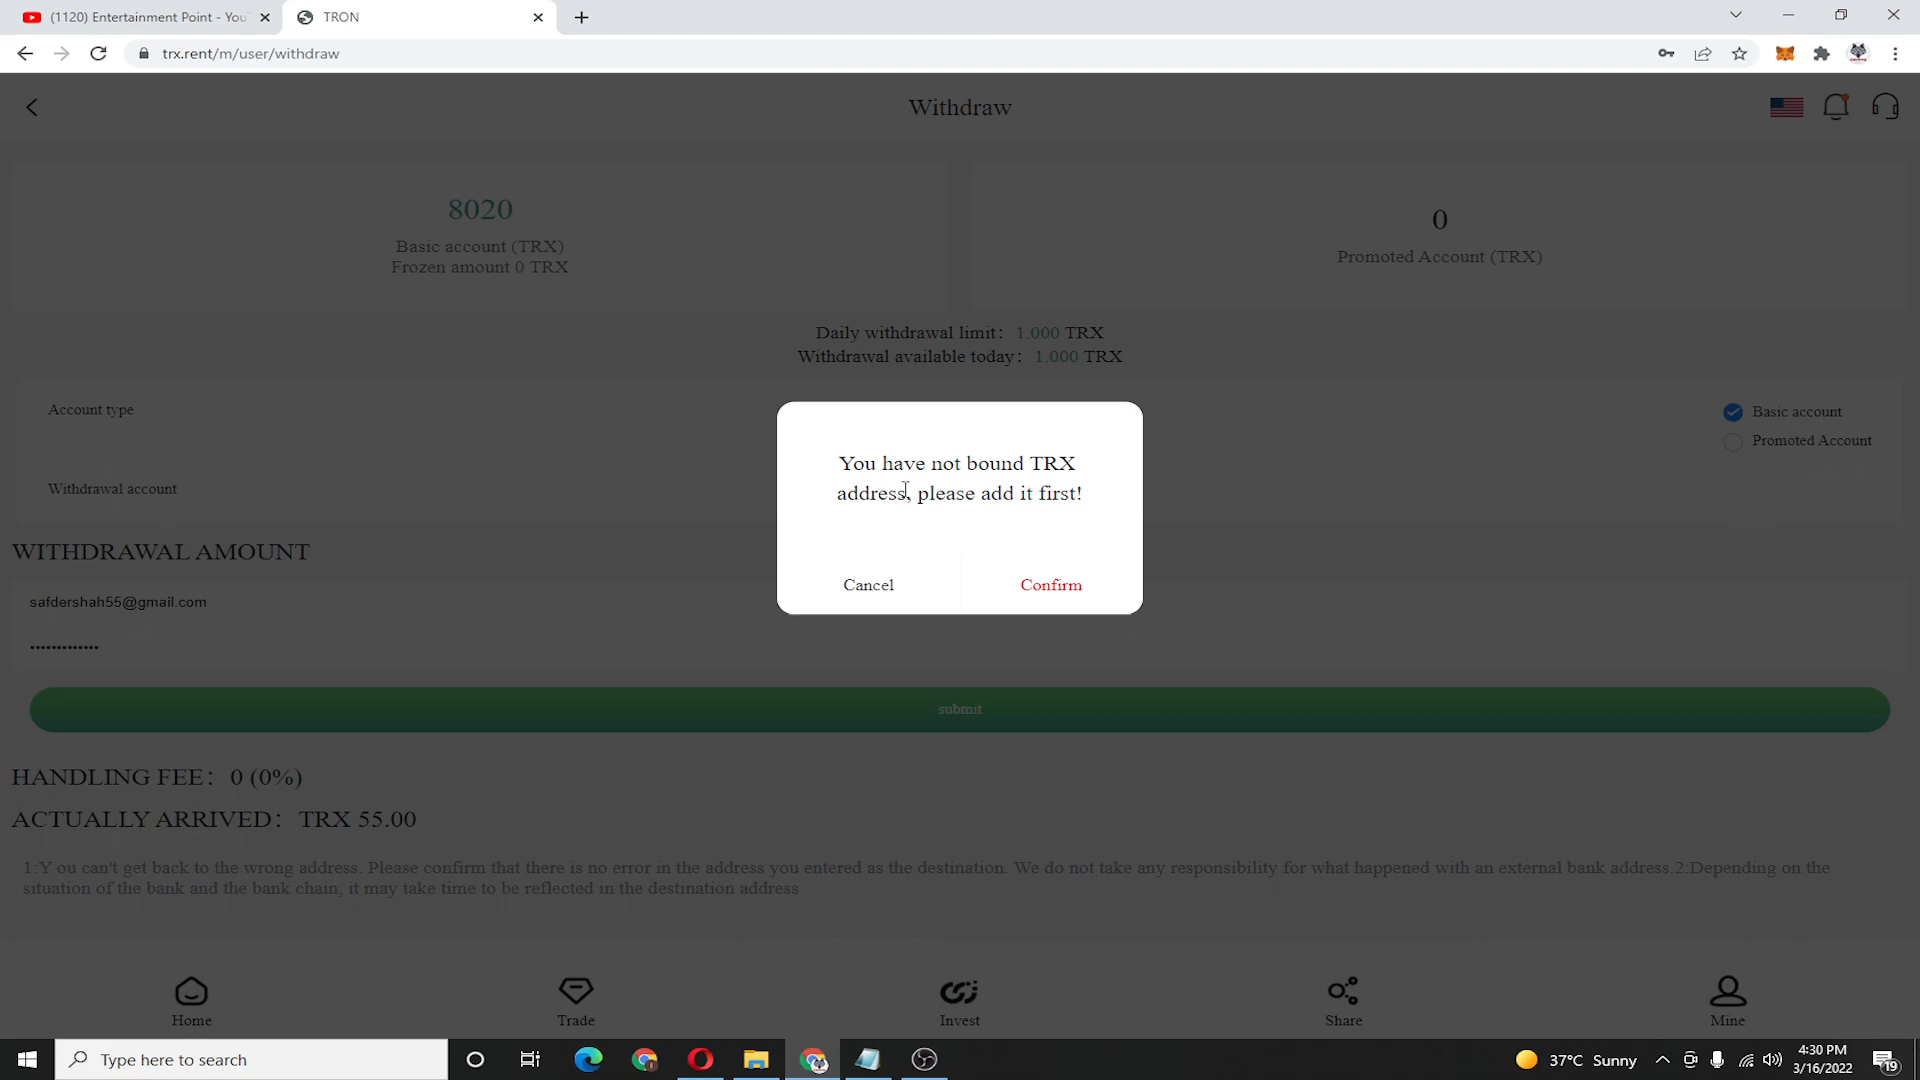 (1120) Entertainment Point - You
TRON
trx.rent/m/user/withdraw
Withdraw
8020
Basic account (TRX)
Frozen amount 0 TRX
0
Promoted Account (TRX)
Daily withdrawal limit： 1.000 TRX
Withdrawal available today： 1.000 TRX
Account type
Basic account
Promoted Account
Withdrawal account
You have not bound TRX
address, please add it first!
Cancel
Confirm
WITHDRAWAL AMOUNT
safdershah55@gmail.com
•••••••••••••
submit
HANDLING FEE： 0 (0%)
ACTUALLY ARRIVED： TRX 55.00
1:Y ou can't get back to the wrong address. Please confirm that there is no error in the address you entered as the destination. We do not take any responsibility for what happened with an external bank address.2:Depending on the
situation of the bank and the bank chain, it may take time to be reflected in the destination address
Home
Trade
Invest
Share
Mine
Type here to search
37°C Sunny
4:30 PM
3/16/2022
19